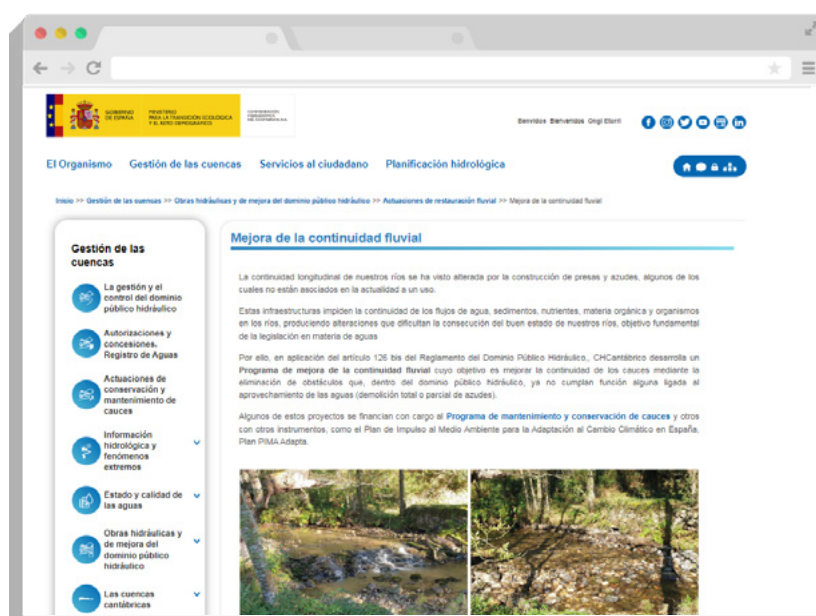 GOBIERNO
DE ESPAÑA
MINISTERIO
PARA LA TRANSICIÓN ECOLÓGICA
Y EL RETO DEMOGRÁFICO
CONFEDERACIÓN
HIDROGRÁFICA
DEL CANTÁBRICO, O.A.
Benvidos Bienvenidos Ongi Etorri
El Organismo Gestión de las cuencas Servicios al ciudadano Planificación hidrológica
Inicio >> Gestión de las cuencas >> Obras hidráulicas y de mejora del dominio público hidráulico >> Actuaciones de restauración fluvial >> Mejora de la continuidad fluvial
Gestión de las
cuencas
La gestión y el
control del dominio
público hidráulico
Autorizaciones y
concesiones.
Registro de Aguas
Actuaciones de
conservación y
mantenimiento de
cauces
Información
hidrológica y
fenómenos
extremos
Estado y calidad de
las aguas
Obras hidráulicas y
de mejora del
dominio público
hidráulico
Las cuencas
cantábricas
Mejora de la continuidad fluvial
La continuidad longitudinal de nuestros ríos se ha visto alterada por la construcción de presas y azudes, algunos de los
cuales no están asociados en la actualidad a un uso.
Estas infraestructuras impiden la continuidad de los flujos de agua, sedimentos, nutrientes, materia orgánica y organismos
en los ríos, produciendo alteraciones que dificultan la consecución del buen estado de nuestros ríos, objetivo fundamental
de la legislación en materia de aguas
Por ello, en aplicación del artículo 126 bis del Reglamento del Dominio Público Hidráulico., CHCantábrico desarrolla un
Programa de mejora de la continuidad fluvial cuyo objetivo es mejorar la continuidad de los cauces mediante la
eliminación de obstáculos que, dentro del dominio público hidráulico, ya no cumplan función alguna ligada al
aprovechamiento de las aguas (demolición total o parcial de azudes).
Algunos de estos proyectos se financian con cargo al Programa de mantenimiento y conservación de cauces y otros
con otros instrumentos, como el Plan de Impulso al Medio Ambiente para la Adaptación al Cambio Climático en España,
Plan PIMA Adapta.